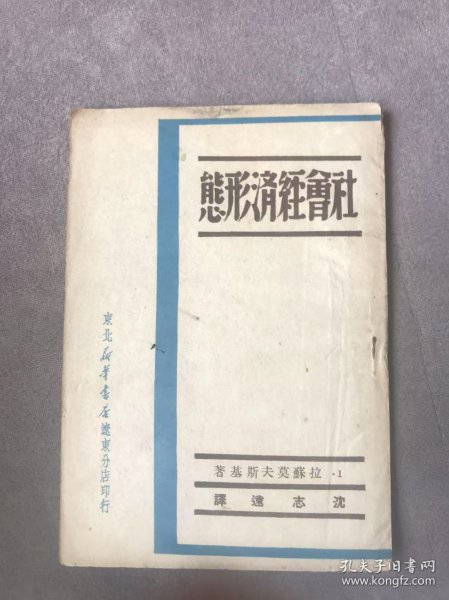 社會經濟形態
I·拉蘇莫夫斯基著
沈志遠譯
東北新華書店遼東分店印行
孔夫子旧书网
www.kongfz.com